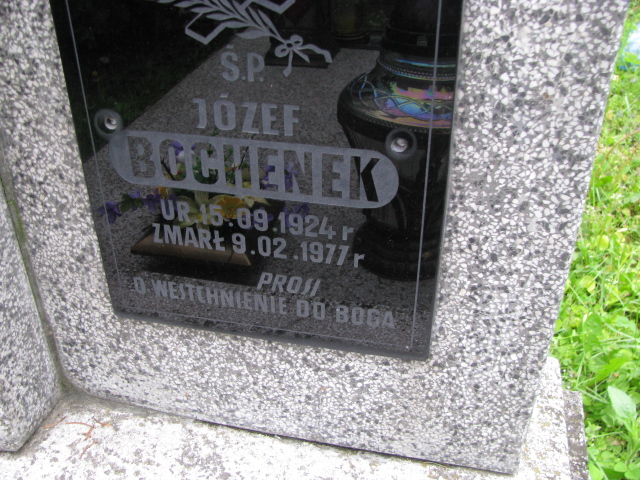 Ś.P.
JÓZEF
BOCHENEK
UR 15.09.1924 r
ZMARŁ 9.02.1977 r
PROSI
O WESTCHNIENIE DO BOGA